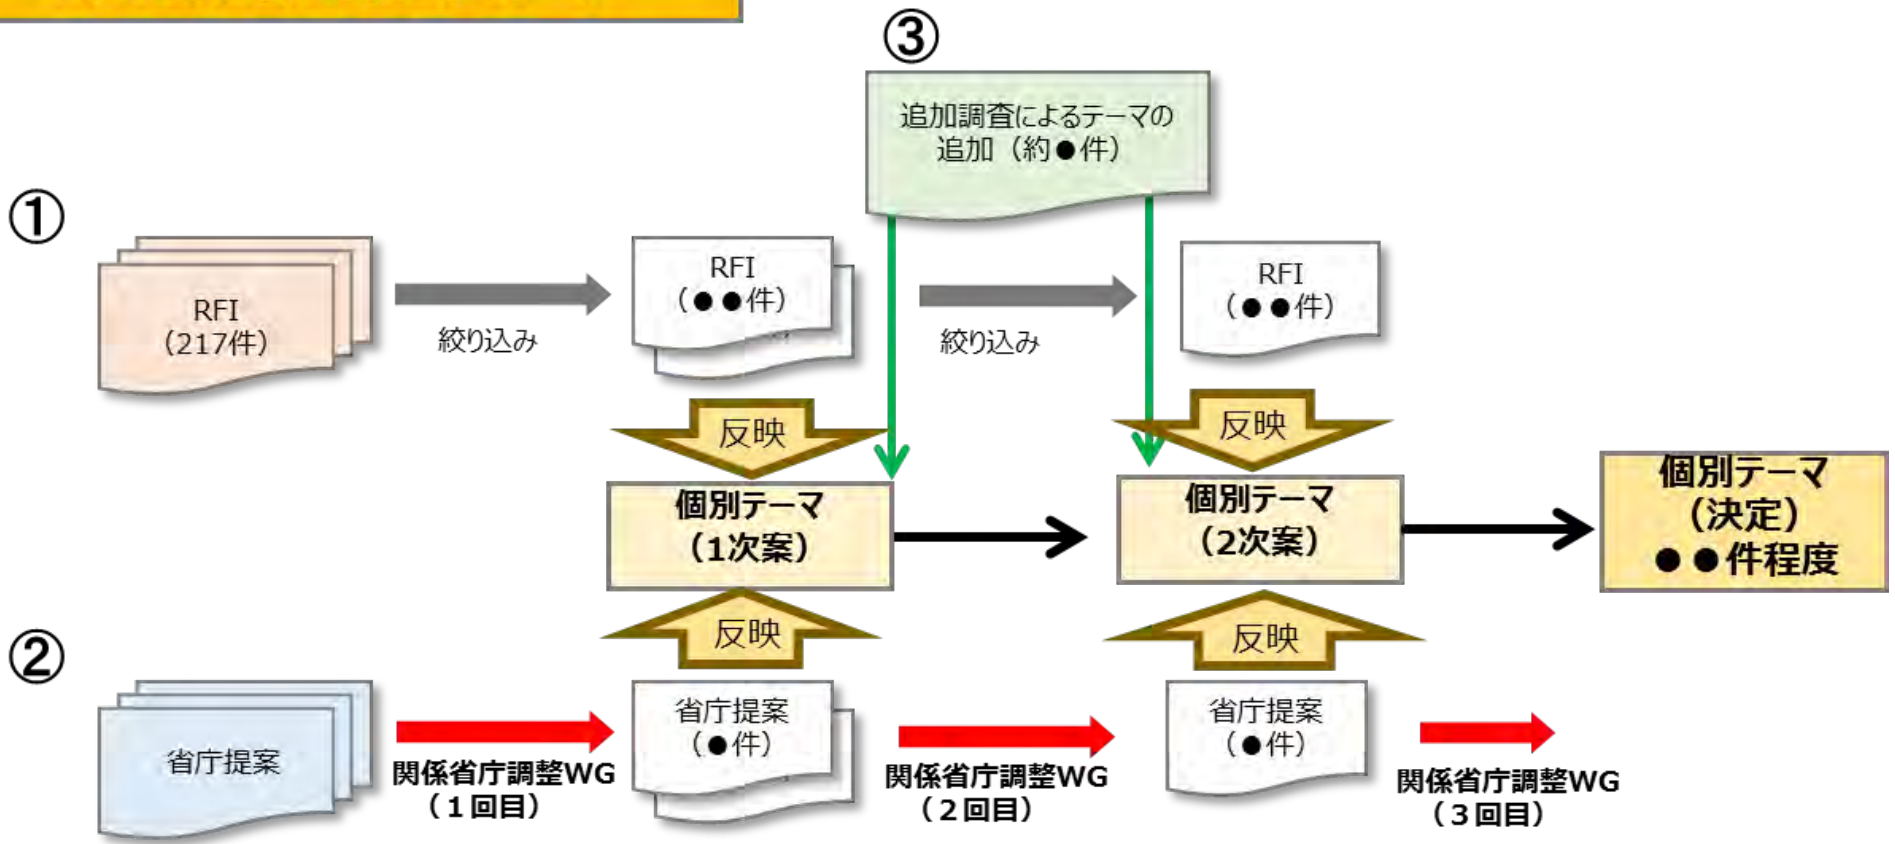 ③
追加調査によるテーマの
追加（約●件）
①
RFI
（217件）
絞り込み
RFI
（●●件）
絞り込み
RFI
（●●件）
反映
反映
個別テーマ
（1次案）
個別テーマ
（2次案）
個別テーマ
（決定）
●●件程度
反映
反映
②
省庁提案
関係省庁調整WG
（１回目）
省庁提案
（●件）
関係省庁調整WG
（２回目）
省庁提案
（●件）
関係省庁調整WG
（３回目）